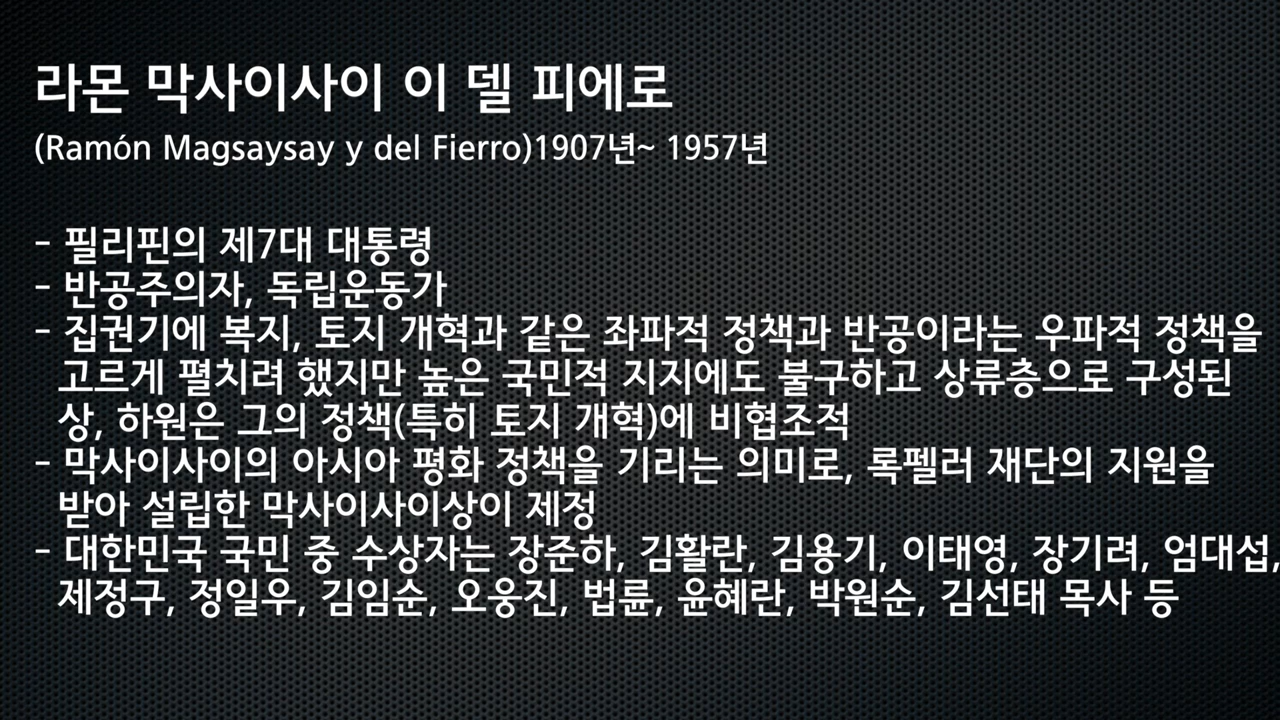 라몬 막사이사이 이 델 피에로
(Ramón Magsaysay y del Fierro)1907년~ 1957년
- 필리핀의 제7대 대통령
- 반공주의자, 독립운동가
- 집권기에 복지, 토지 개혁과 같은 좌파적 정책과 반공이라는 우파적 정책을
고르게 펼치려 했지만 높은 국민적 지지에도 불구하고 상류층으로 구성된
상, 하원은 그의 정책(특히 토지 개혁)에 비협조적
- 막사이사이의 아시아 평화 정책을 기리는 의미로, 록펠러 재단의 지원을
받아 설립한 막사이사이상이 제정
- 대한민국 국민 중 수상자는 장준하, 김활란, 김용기, 이태영, 장기려, 엄대섭,
제정구, 정일우, 김임순, 오웅진, 법륜, 윤혜란, 박원순, 김선태 목사 등